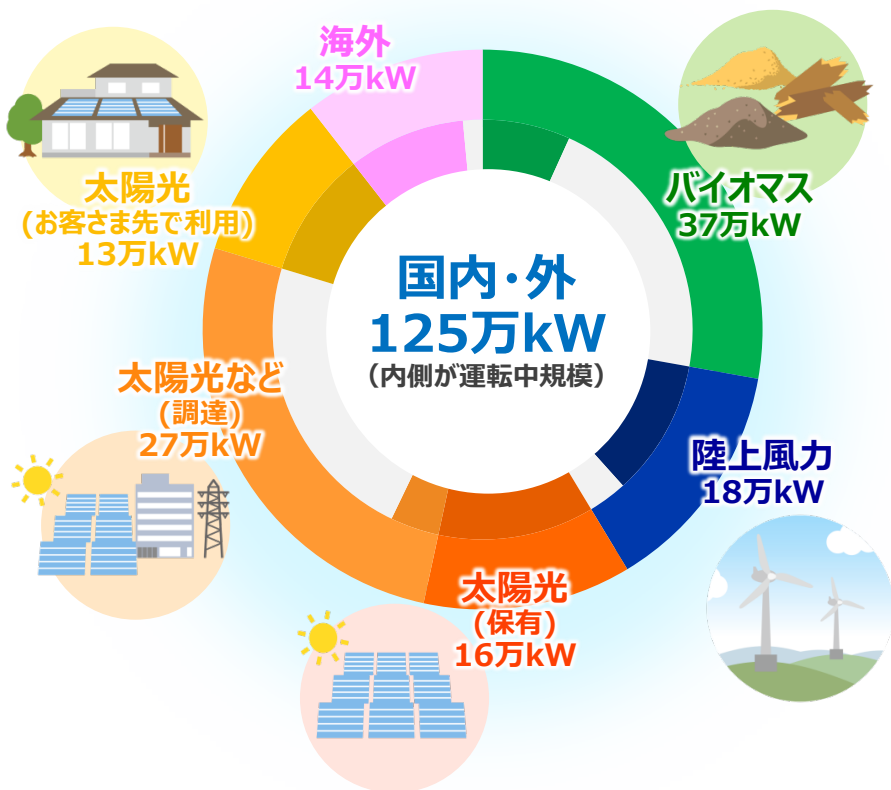 海外
14万kW
バイオマス
37万kW
太陽光
(お客さま先で利用)
13万kW
国内・外
125万kW
(内側が運転中規模)
太陽光など
(調達)
27万kW
陸上風力
18万kW
太陽光
(保有)
16万kW